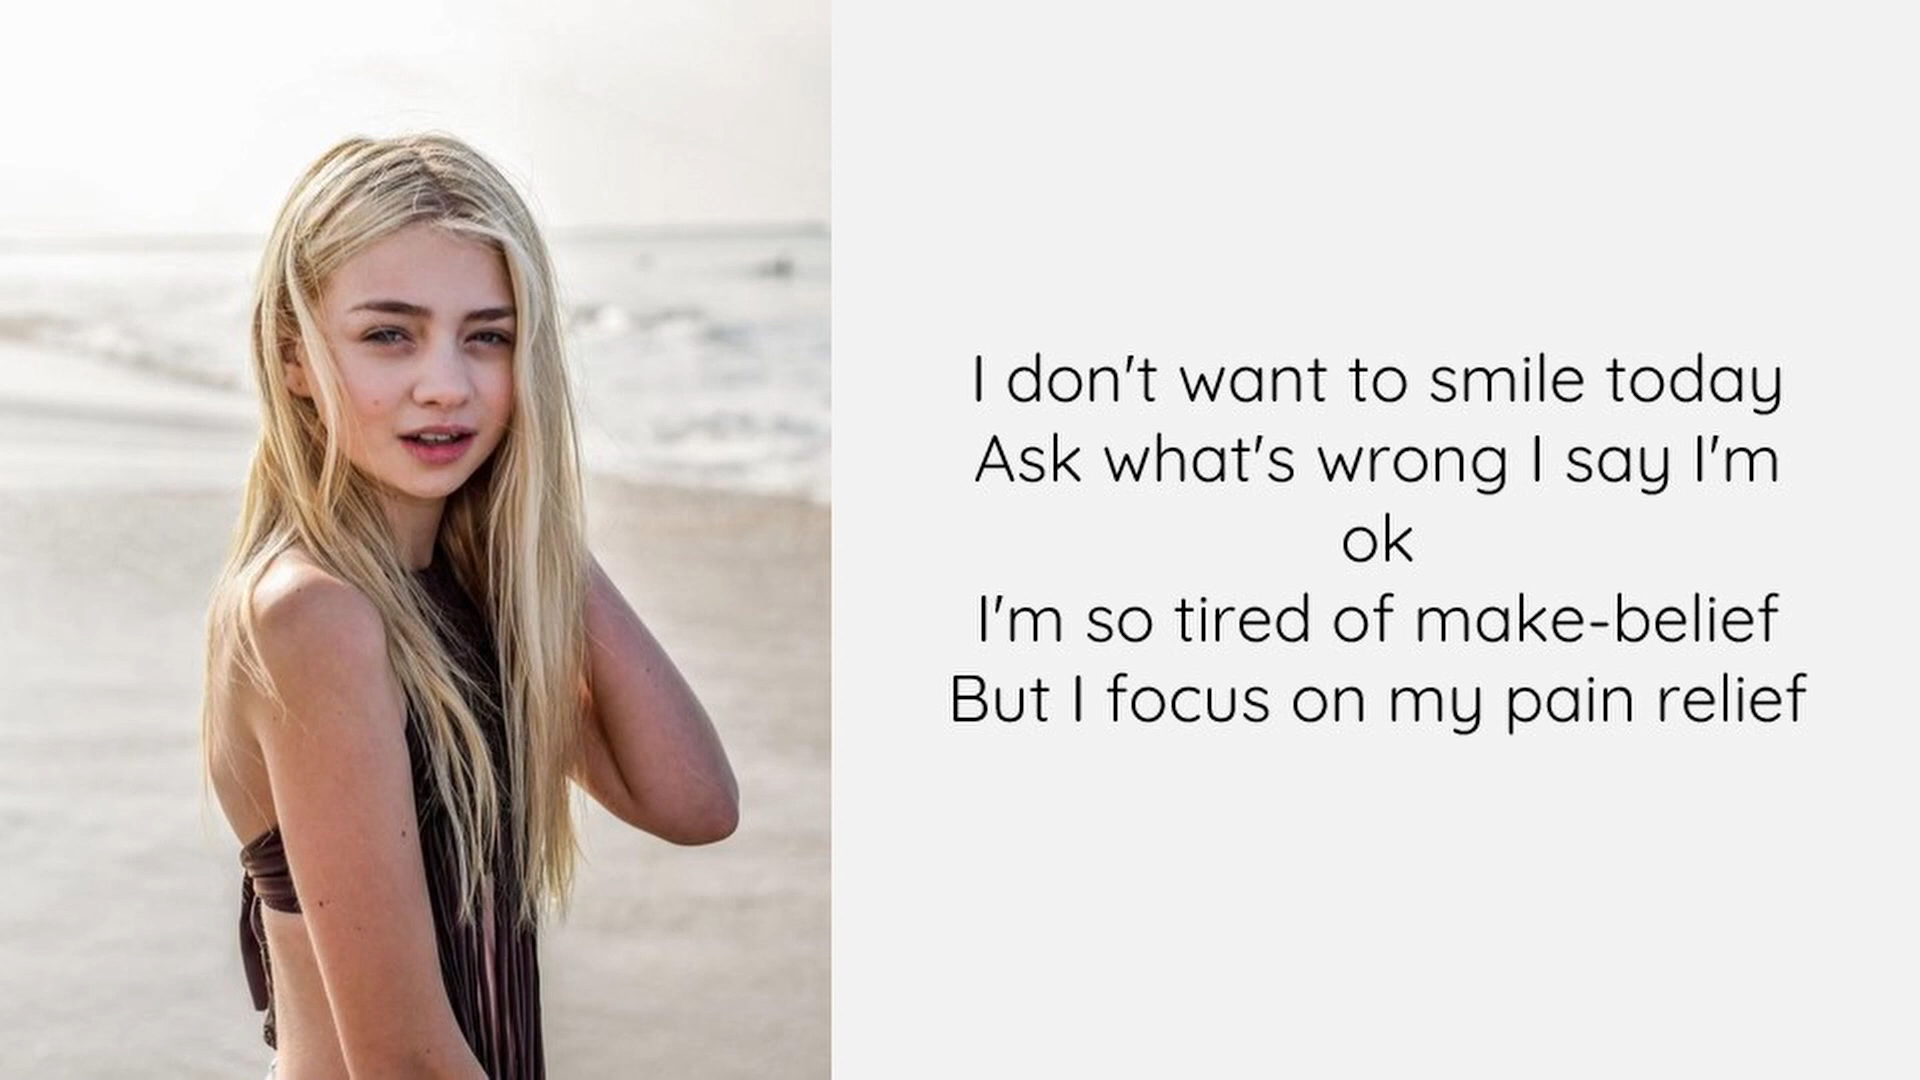 I don't want to smile today
Ask what's wrong I say I'm
ok
I'm so tired of make-belief
But I focus on my pain relief